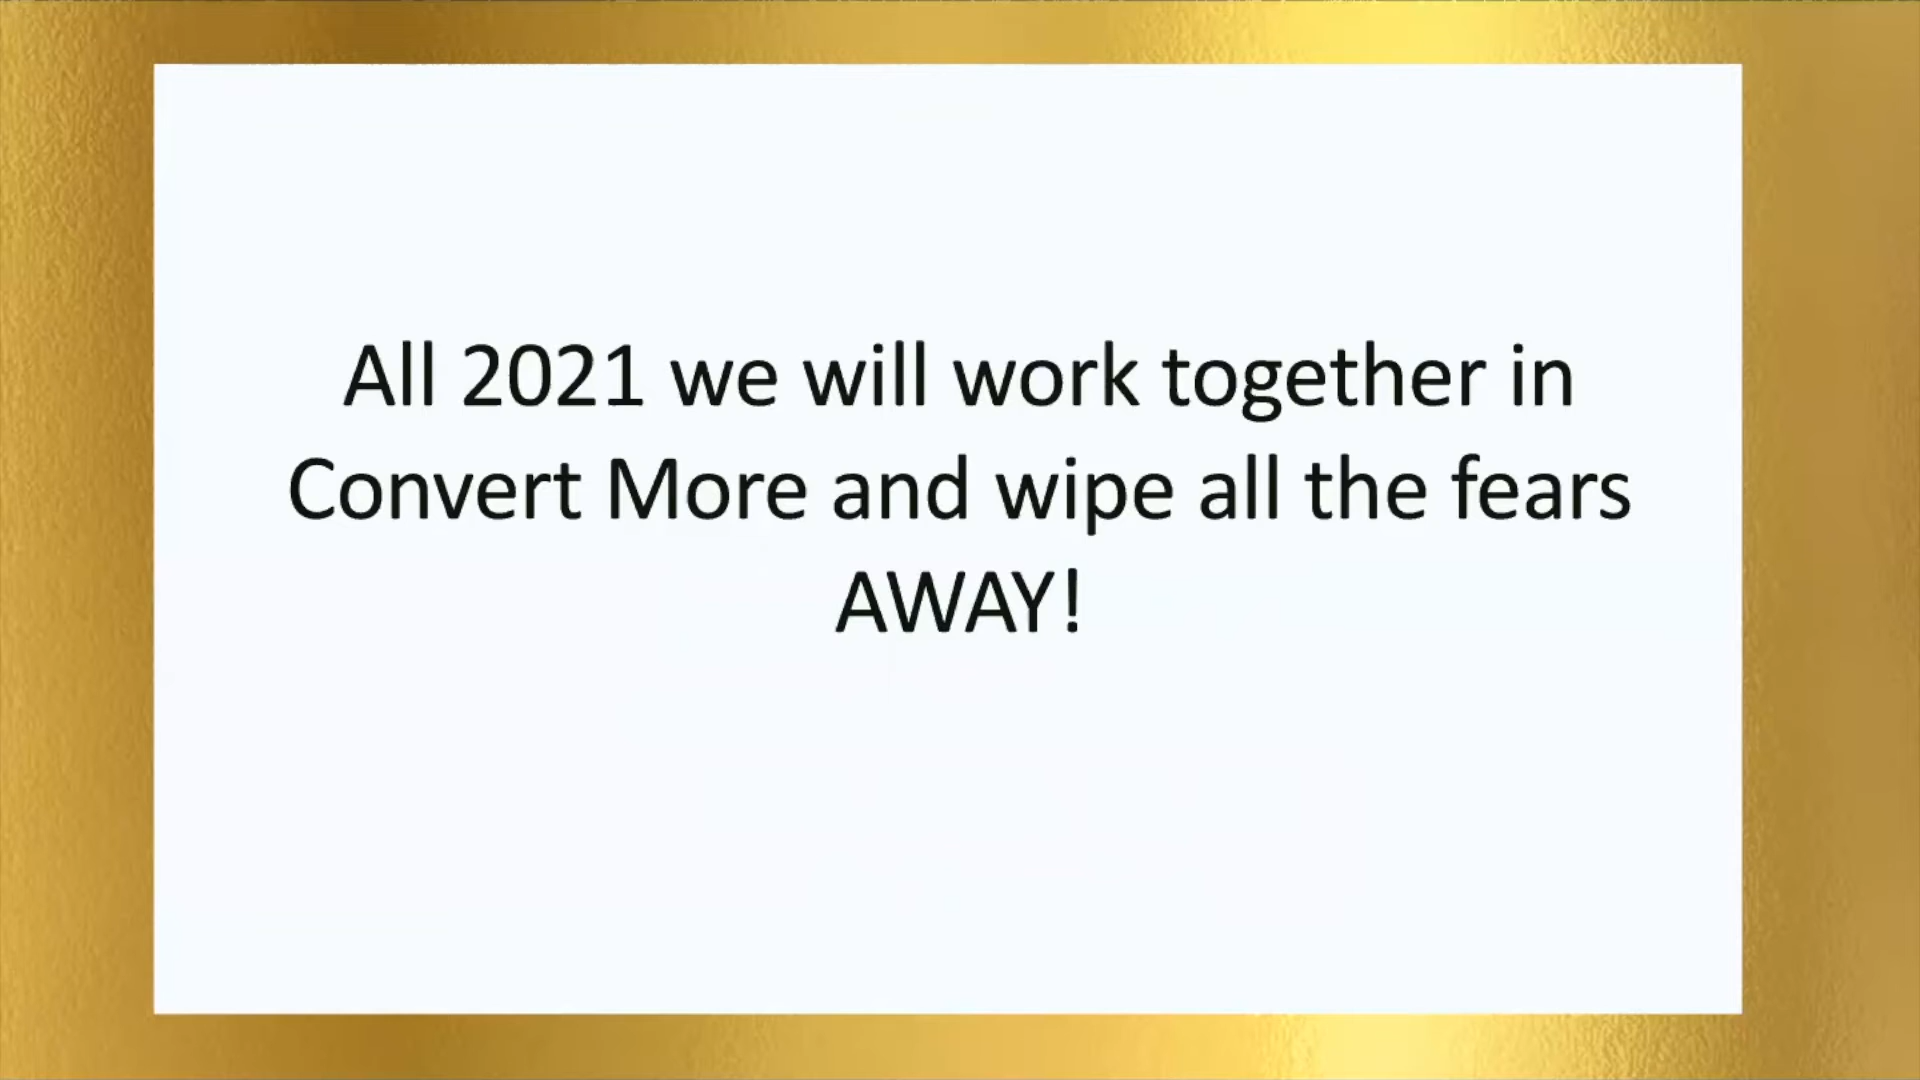 All 2021 we will work together in
Convert More and wipe all the fears
AWAY!